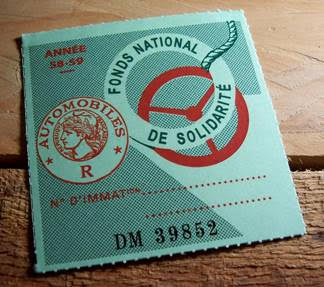 ANNÉE
58-59
FONDS NATIONAL
DE SOLIDARITÉ
AUTOMOBILES
R
N° D'IMMATION
DM 39852